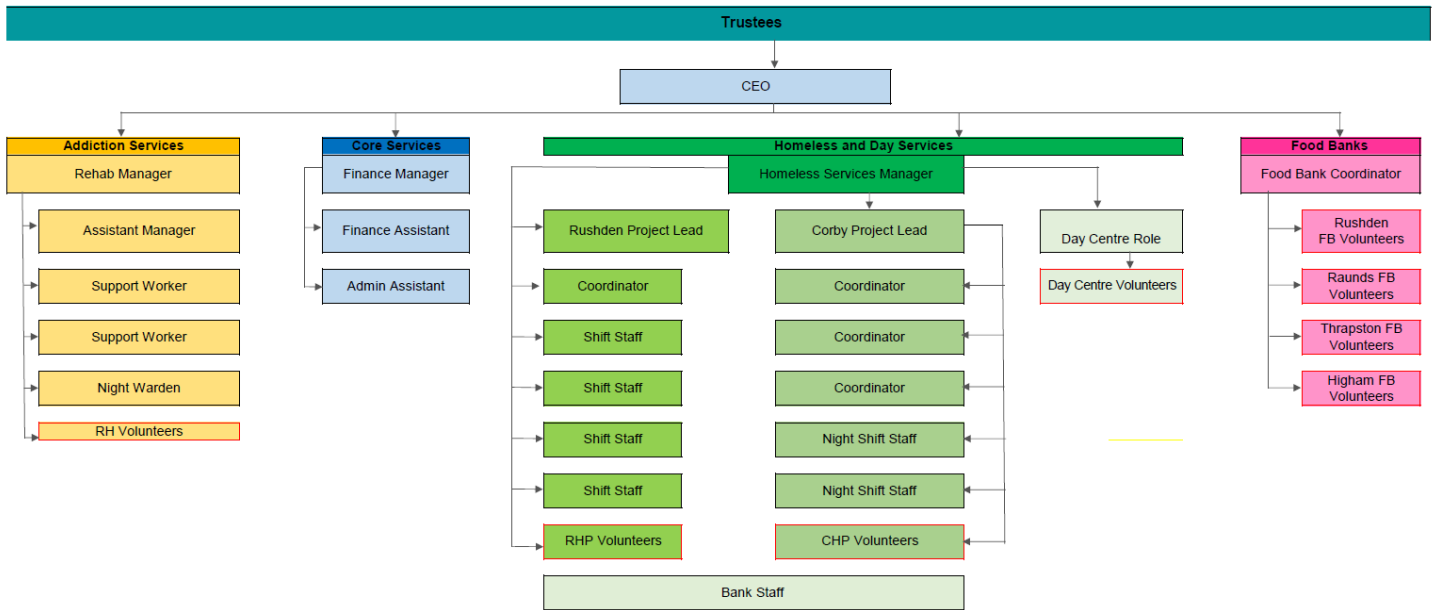 Trustees
CEO
Addiction Services
Rehab Manager
Assistant Manager
Support Worker
Support Worker
Night Warden
RH Volunteers
Core Services
Finance Manager
Finance Assistant
Admin Assistant
Homeless and Day Services
Homeless Services Manager
Rushden Project Lead
Coordinator
Shift Staff
Shift Staff
Shift Staff
Shift Staff
RHP Volunteers
Corby Project Lead
Coordinator
Coordinator
Coordinator
Night Shift Staff
Night Shift Staff
CHP Volunteers
Day Centre Role
Day Centre Volunteers
Bank Staff
Food Banks
Food Bank Coordinator
Rushden
FB Volunteers
Raunds FB
Volunteers
Thrapston FB
Volunteers
Higham FB
Volunteers